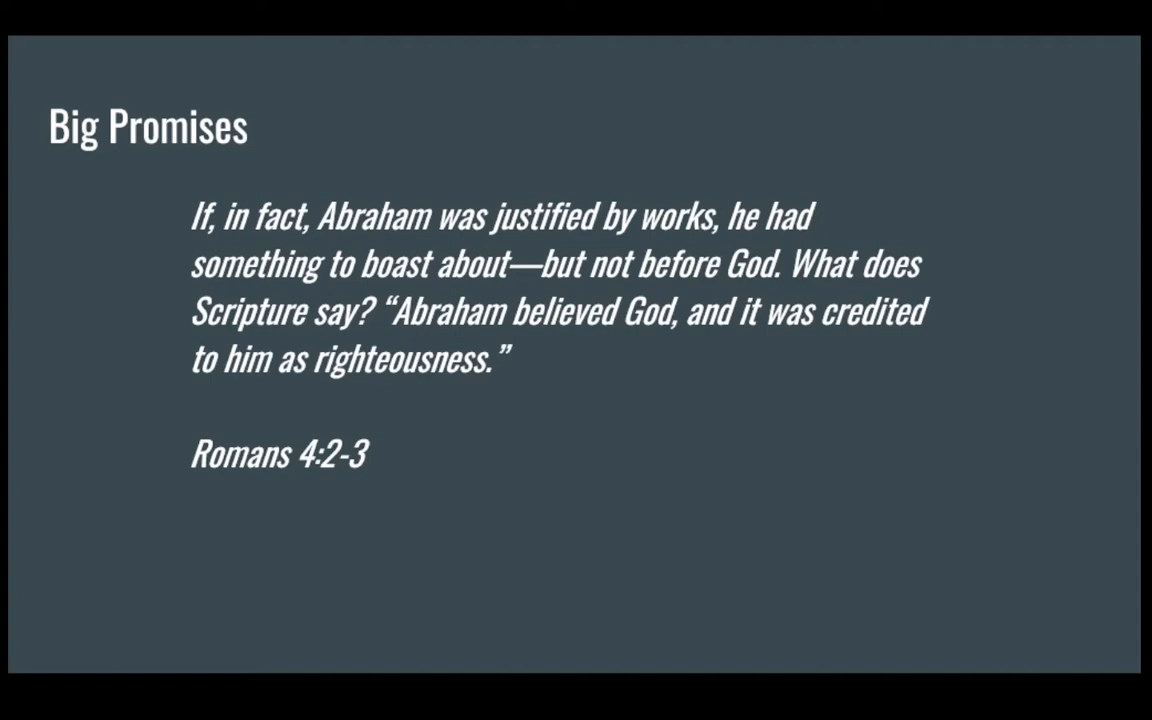 Big Promises
If, in fact, Abraham was justified by works, he had
something to boast about—but not before God. What does
Scripture say? “Abraham believed God, and it was credited
to him as righteousness.”
Romans 4:2-3